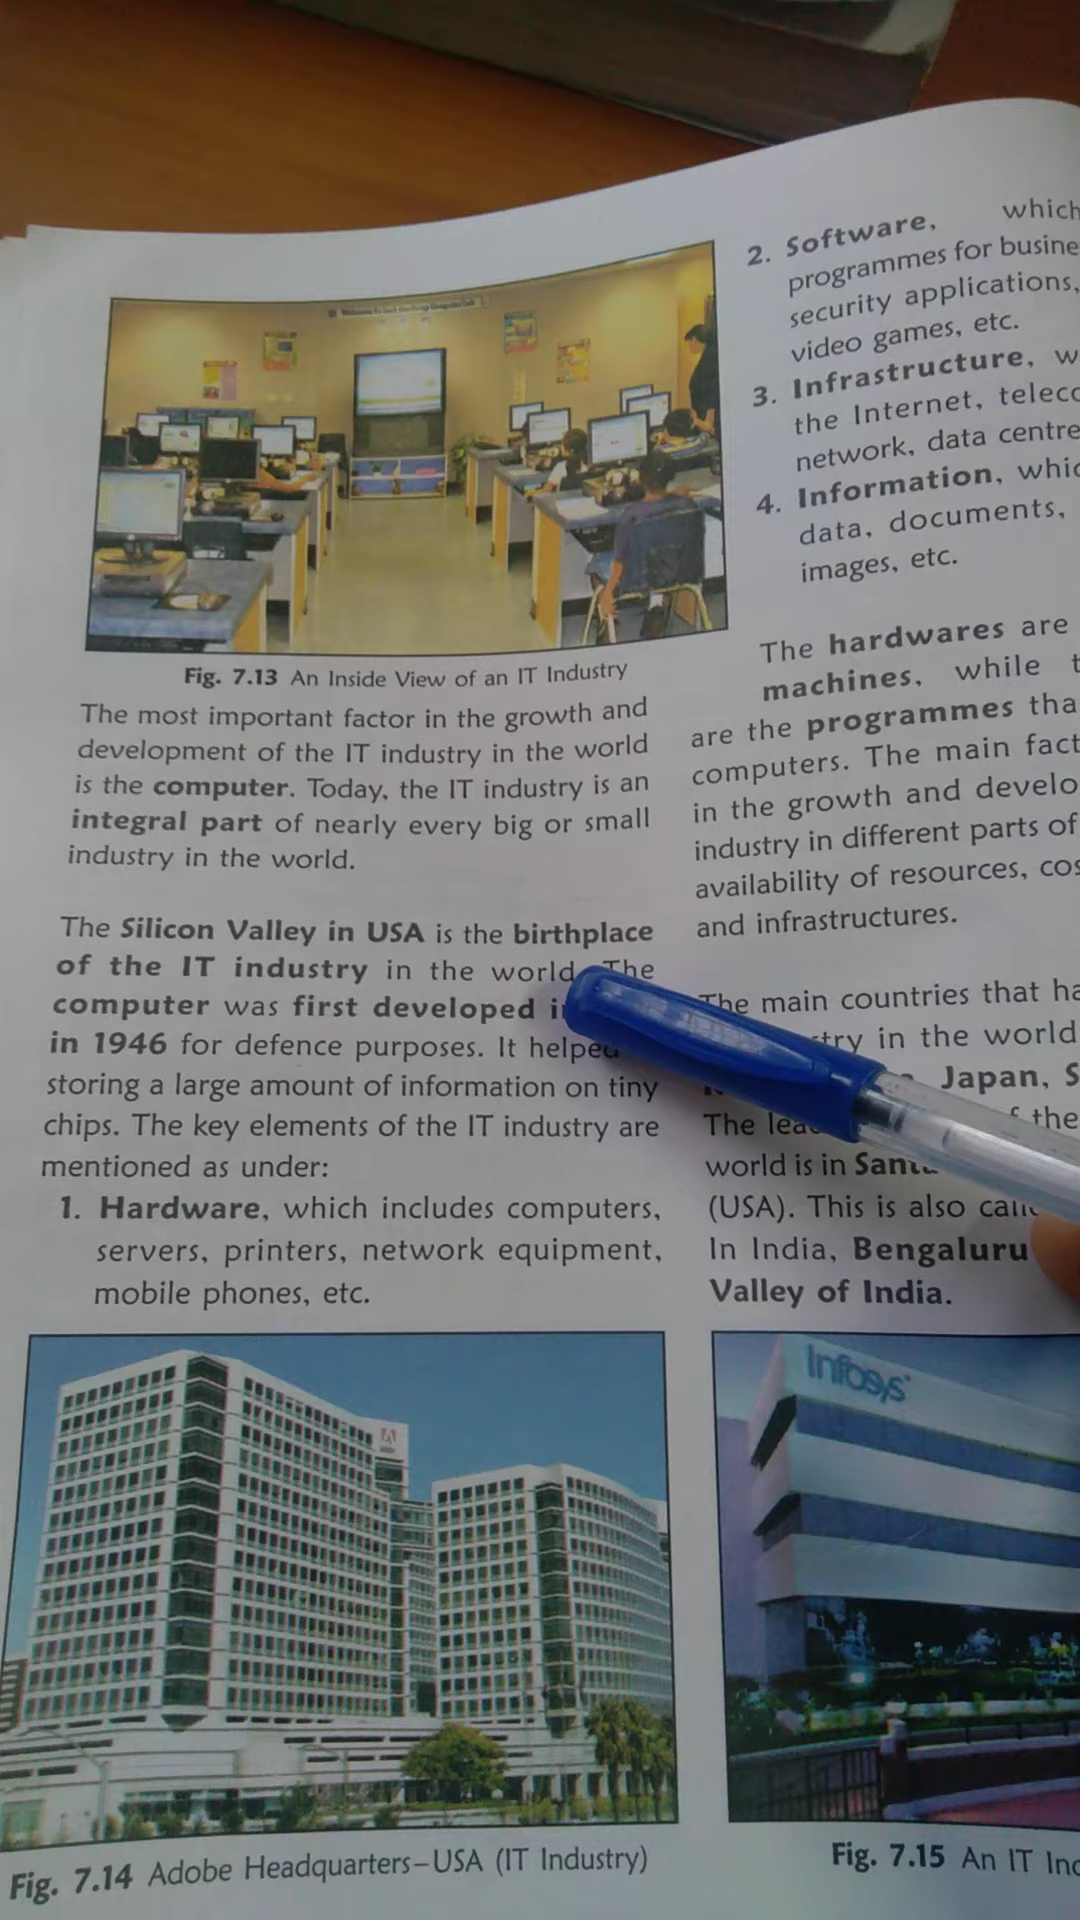 Fig. 7.13 An Inside View of an IT Industry
The most important factor in the growth and
development of the IT industry in the world
is the computer. Today, the IT industry is an
integral part of nearly every big or small
industry in the world.
The Silicon Valley in USA is the birthplace
of the IT industry in the world. The
computer was first developed
in 1946 for defence purposes. It helped
storing a large amount of information on tiny
chips. The key elements of the IT industry are
mentioned as under:
1. Hardware, which includes computers,
servers, printers, network equipment,
mobile phones, etc.
Fig. 7.14 Adobe Headquarters–USA (IT Industry)
2. Software, which
programmes for
security applications,
video games, etc.
3. Infrastructure,
the Internet,
network, data
4. Information,
data, documents,
images, etc.
The hardwares are
machines, while
are the programmes
computers. The main
in the growth and
industry in different parts of
availability of resources,
and infrastructures.
The main countries that
in the world
Japan,
The
world is in
(USA). This is also
In India, Bengaluru
Valley of India.
Infosys
Fig. 7.15 An IT